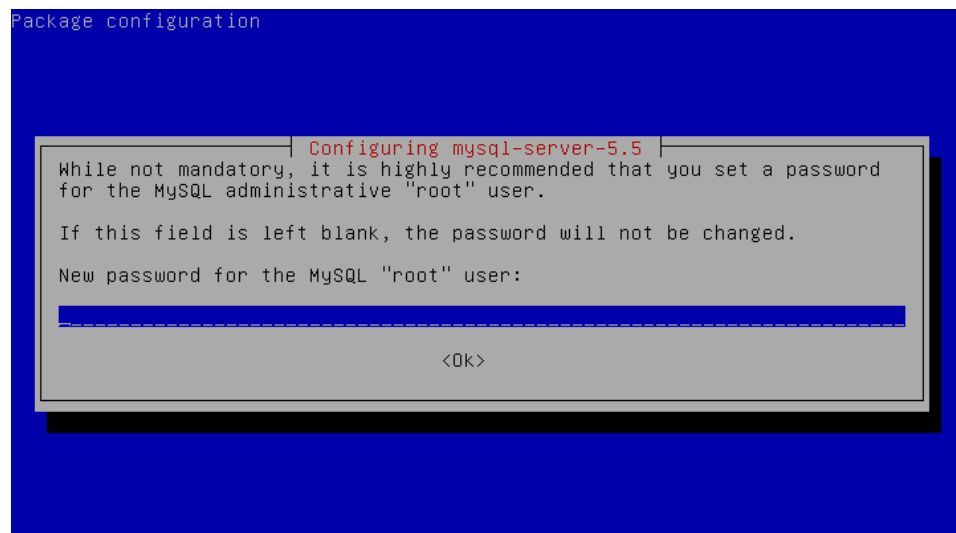 Package configuration
Configuring mysql-server-5.5
While not mandatory, it is highly recommended that you set a password
for the MySQL administrative "root" user.
If this field is left blank, the password will not be changed.
New password for the MySQL "root" user:
<Ok>